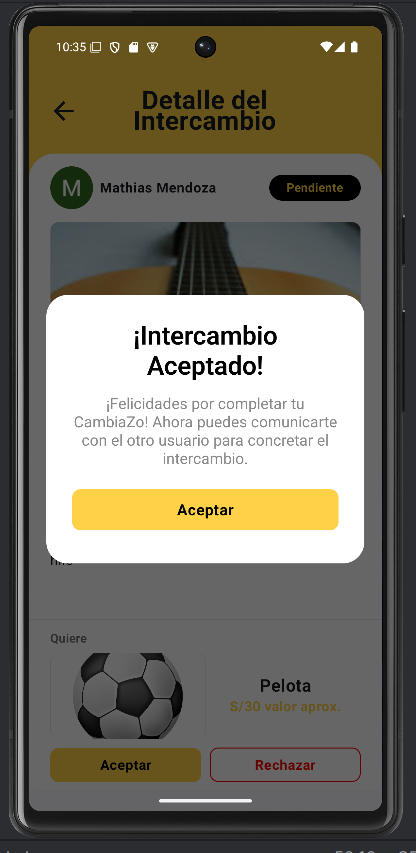 10:35
Detalle del
Intercambio
M Mathias Mendoza Pendiente
¡Intercambio
Aceptado!
¡Felicidades por completar tu
CambiaZo! Ahora puedes comunicarte
con el otro usuario para concretar el
intercambio.
Aceptar
Quiere
Pelota
S/30 valor aprox.
Aceptar Rechazar